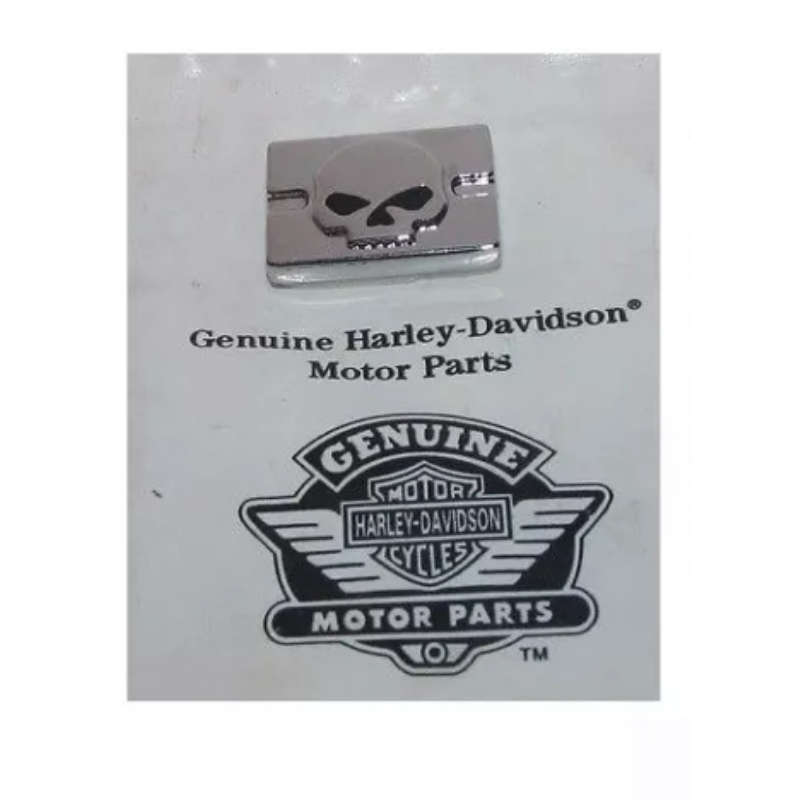 Genuine Harley-Davidson®
Motor Parts
GENUINE
MOTOR
HARLEY-DAVIDSON
CYCLES
MOTOR PARTS
TM